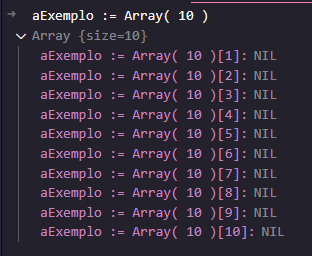 aExemplo := Array( 10 )
Array {size=10}
aExemplo := Array( 10 )[1]: NIL
aExemplo := Array( 10 )[2]: NIL
aExemplo := Array( 10 )[3]: NIL
aExemplo := Array( 10 )[4]: NIL
aExemplo := Array( 10 )[5]: NIL
aExemplo := Array( 10 )[6]: NIL
aExemplo := Array( 10 )[7]: NIL
aExemplo := Array( 10 )[8]: NIL
aExemplo := Array( 10 )[9]: NIL
aExemplo := Array( 10 )[10]: NIL